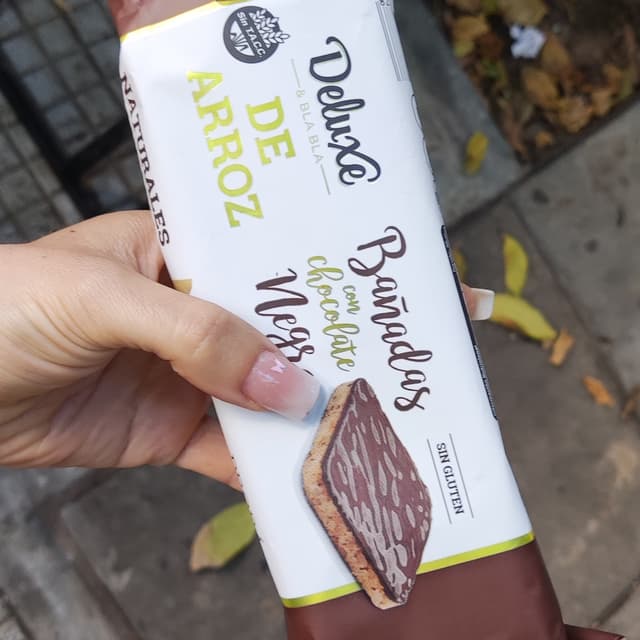 SIN T.A.C.C.
Deluxe
& BLA BLA
DE
ARROZ
NATURALES
Bañadas
con
chocolate
SIN GLUTEN